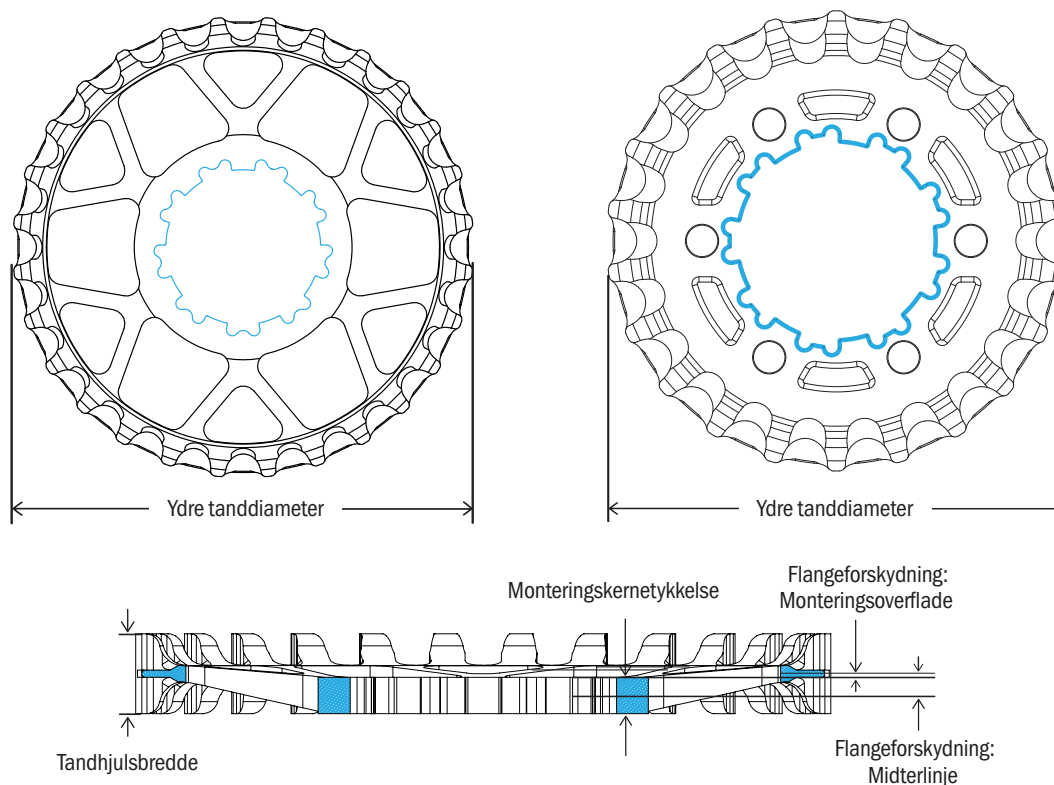 Ydre tanddiameter
Ydre tanddiameter
Monteringskernetykkelse
Flangeforskydning:
Monteringsoverflade
Tandhjulsbredde
Flangeforskydning:
Midterlinje